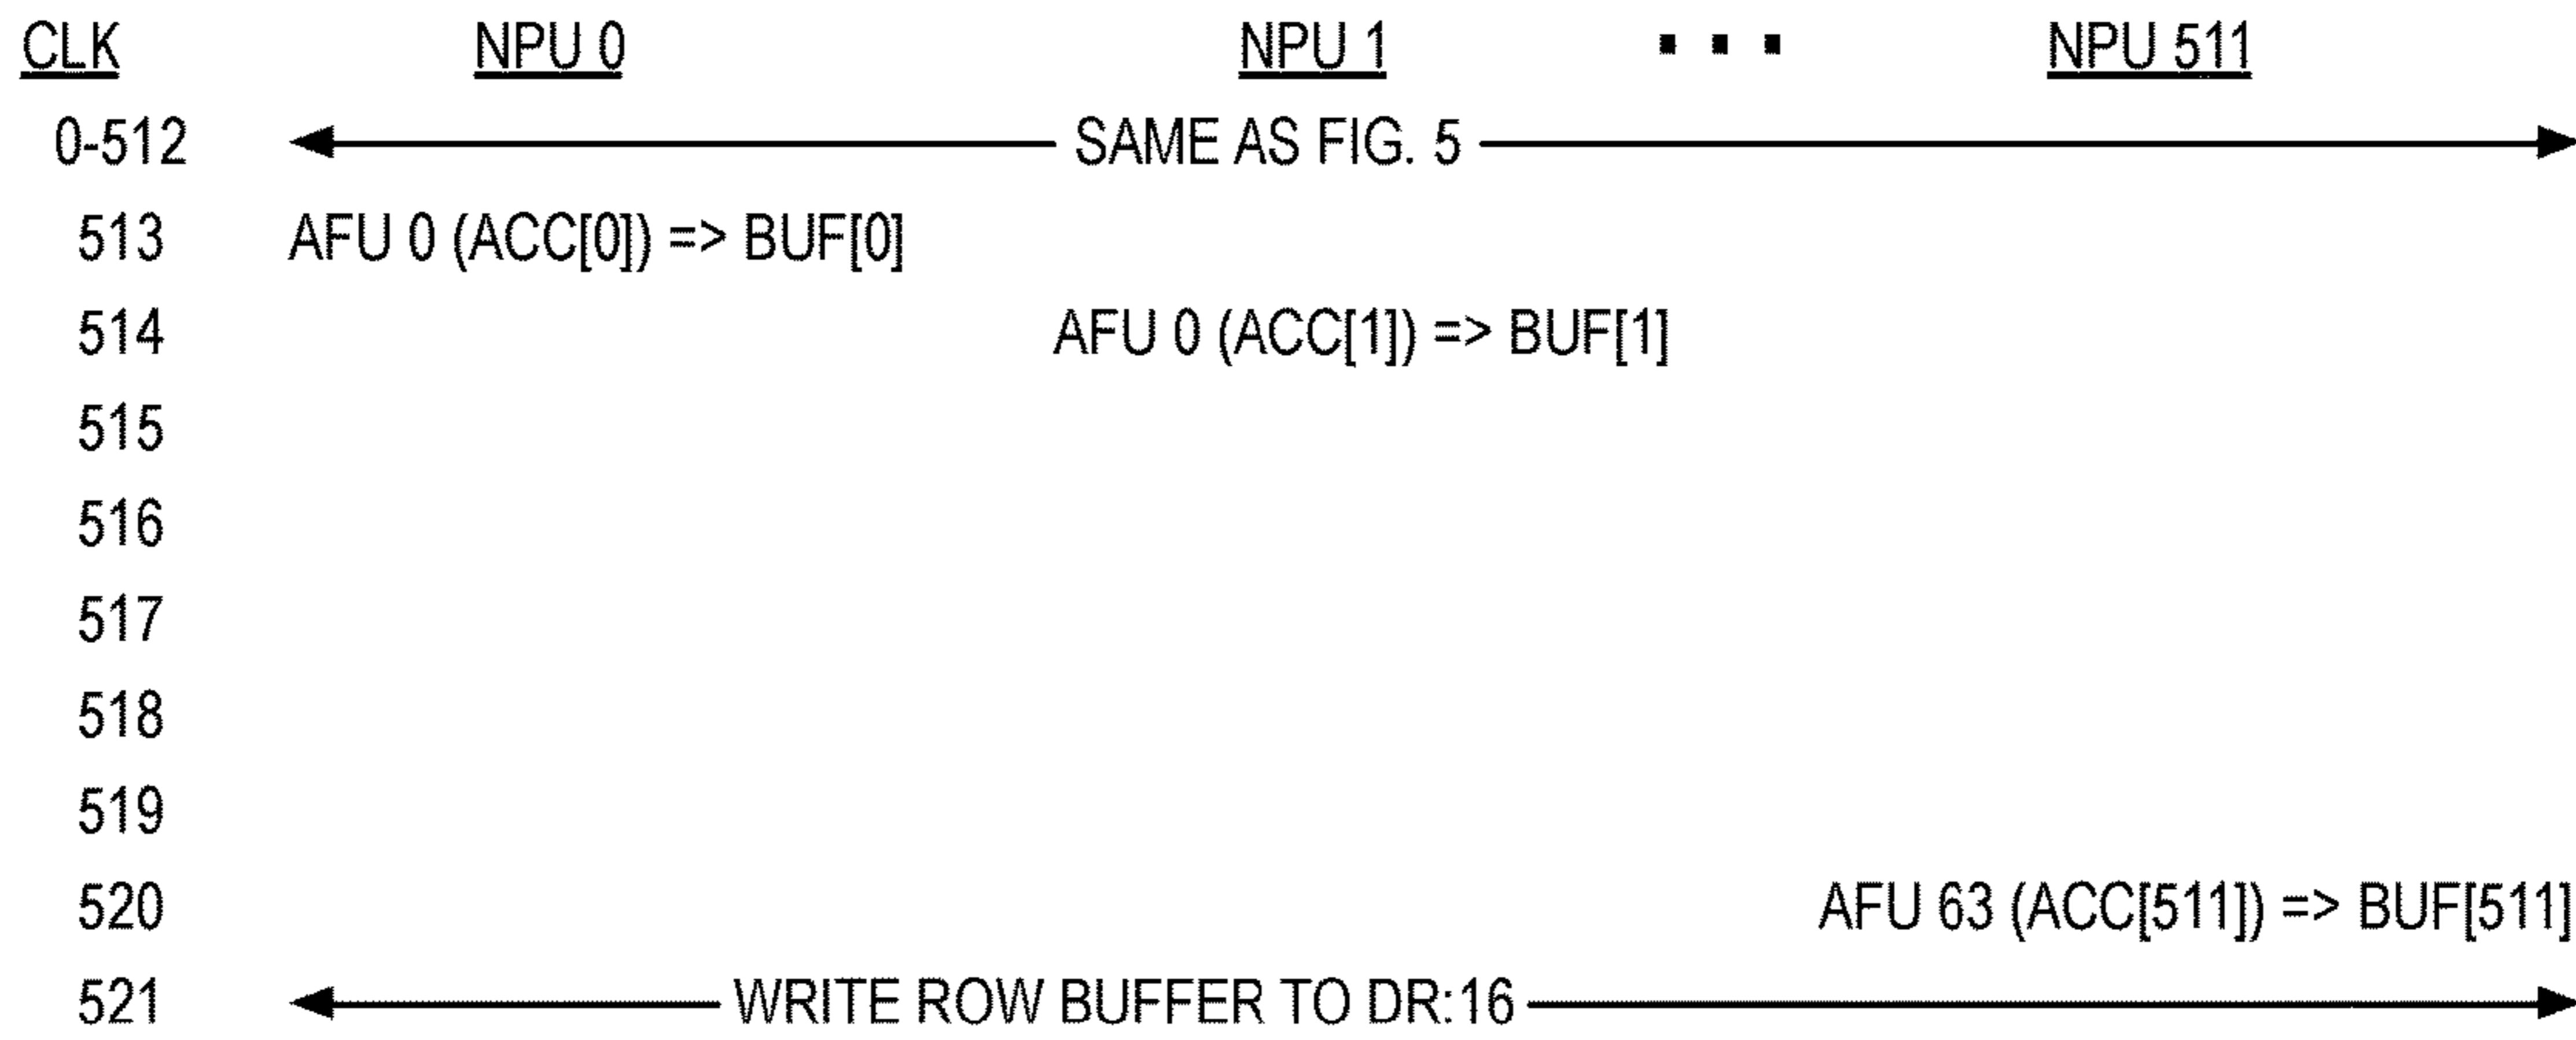 CLK NPU 0 NPU 1 ... NPU 511
0-512 SAME AS FIG. 5
513 AFU 0 (ACC[0]) => BUF[0]
514 AFU 0 (ACC[1]) => BUF[1]
515
516
517
518
519
520 AFU 63 (ACC[511]) => BUF[511]
521 WRITE ROW BUFFER TO DR:16